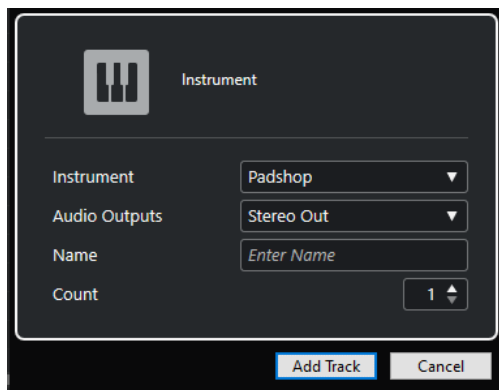 Instrument
Instrument Padshop
Audio Outputs Stereo Out
Name Enter Name
Count 1
Add Track Cancel